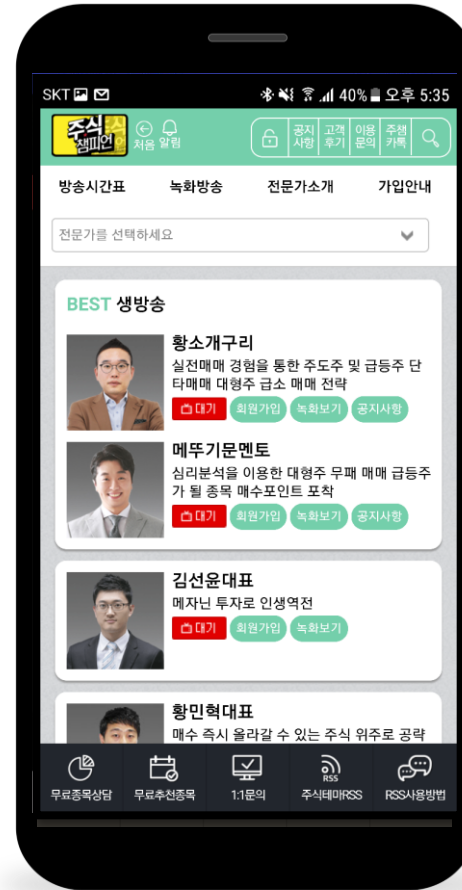 SKT 40% 오후 5:35
주식
챔피언
처음 알림
공지 고객 이용 주챔
사항 후기 문의 카톡
방송시간표 녹화방송 전문가소개 가입안내
전문가를 선택하세요
BEST 생방송
황소개구리
실전매매 경험을 통한 주도주 및 급등주 단
타매매 대형주 급소 매매 전략
대기 회원가입 녹화보기 공지사항
메뚜기문멘토
심리분석을 이용한 대형주 무패 매매 급등주
가 될 종목 매수포인트 포착
대기 회원가입 녹화보기 공지사항
김선윤대표
메자닌 투자로 인생역전
대기 회원가입 녹화보기
황민혁대표
매수 즉시 올라갈 수 있는 주식 위주로 공략
RSS
무료종목상담 무료추천종목 1:1문의 주식테마RSS RSS사용방법